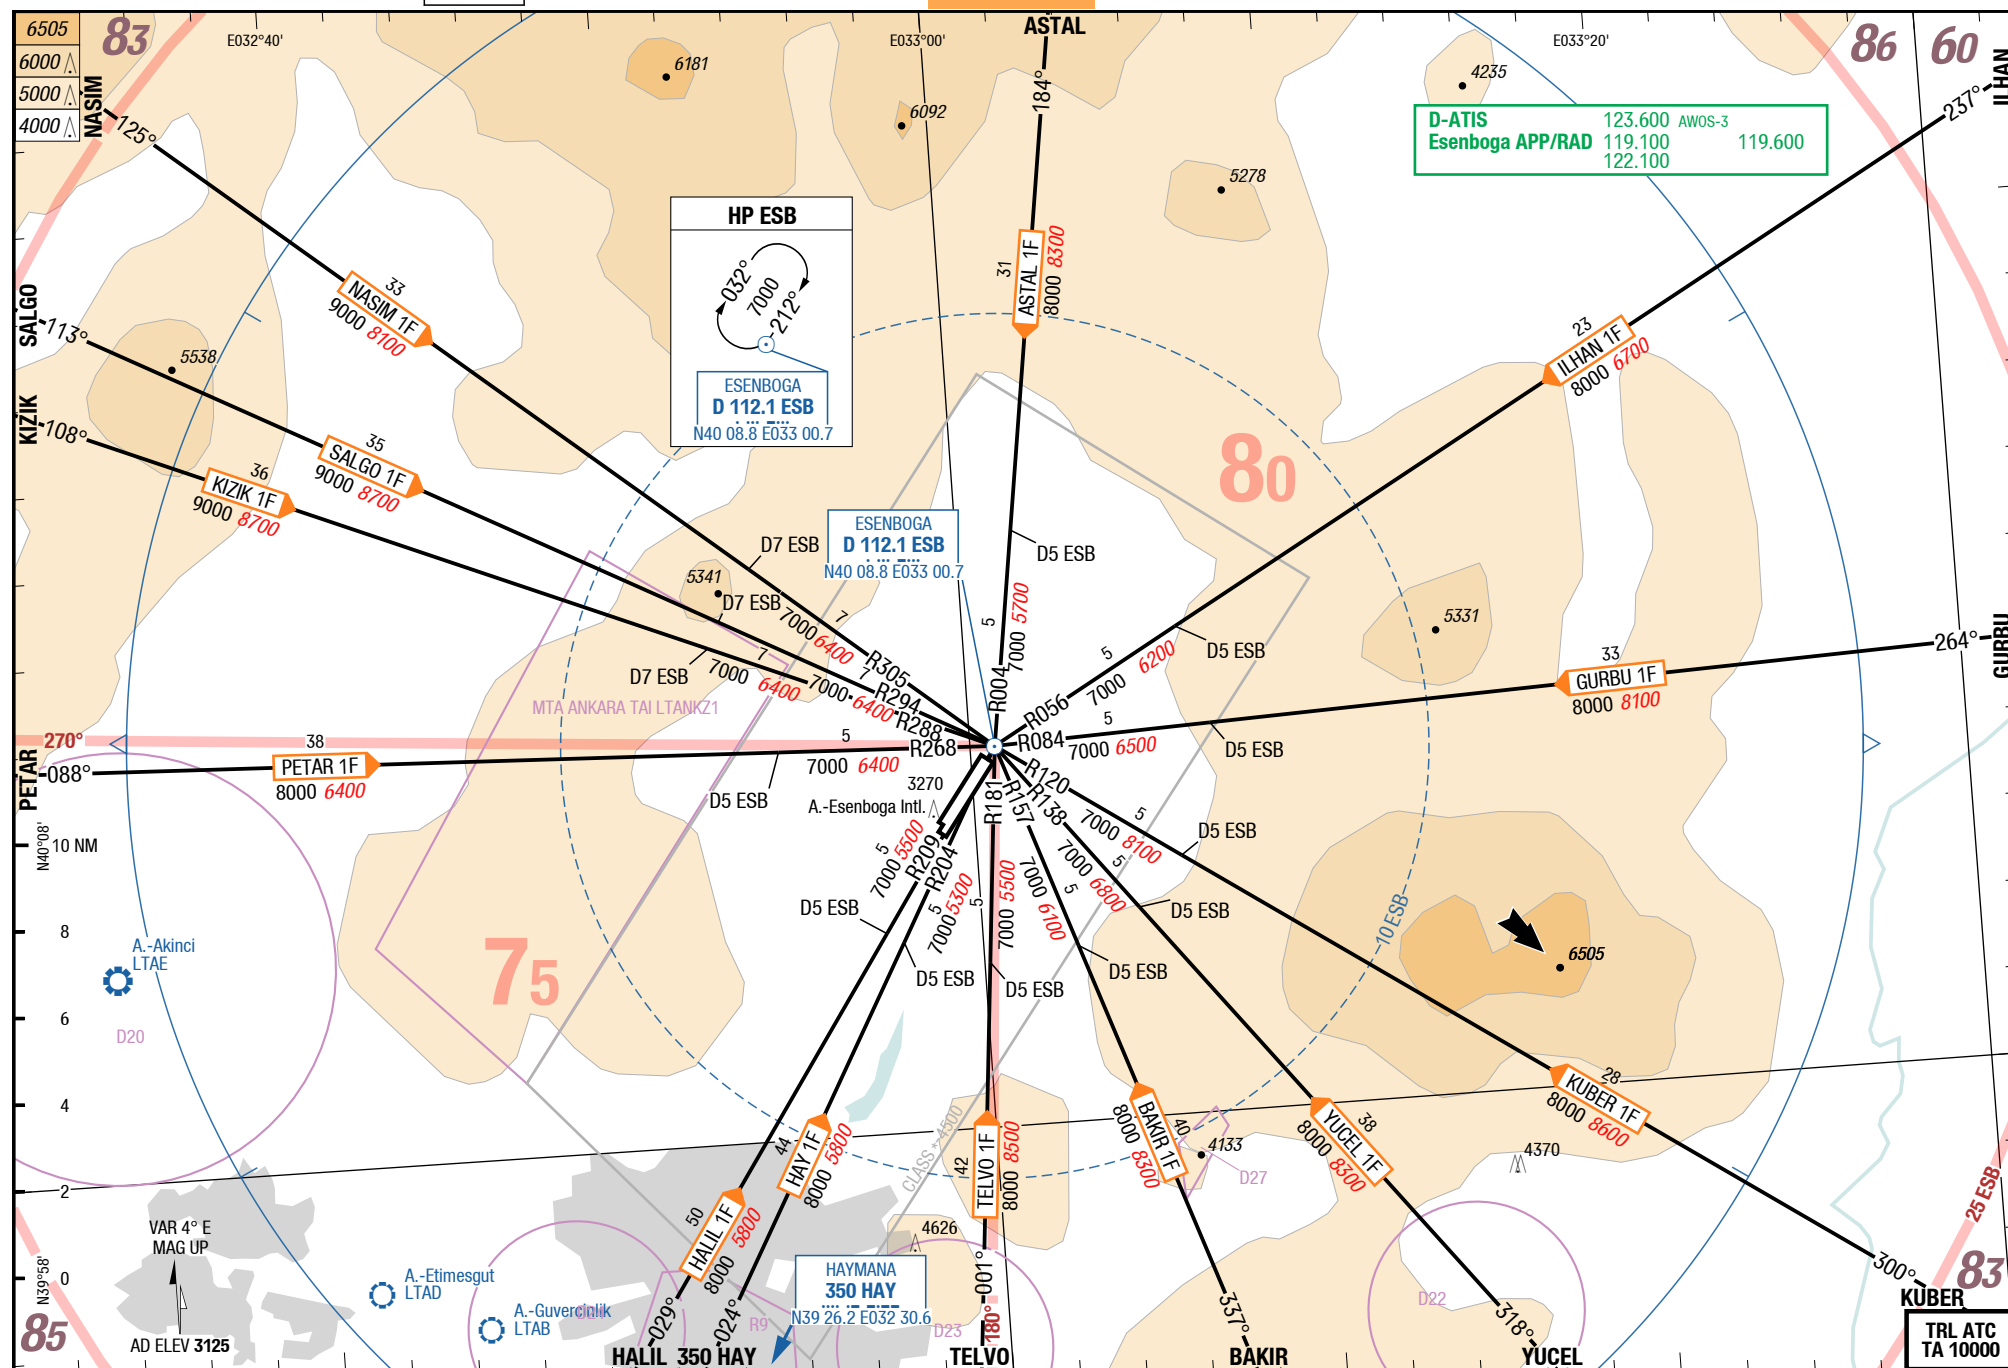 6505
6000
5000
4000
83
E032°40'
E033°00'
ASTAL
E033°20'
86
60
ILHAN
NASIM
125°
184°
237°
6181
6092
4235
5278
D-ATIS 123.600 AWOS-3
Esenboga APP/RAD 119.100 119.600
122.100
HP ESB
032°
7000
212°
ESENBOGA
D 112.1 ESB
N40 08.8 E033 00.7
SALGO
113°
5538
KIZIK
108°
33
NASIM 1F
9000 8100
35
SALGO 1F
9000 8700
36
KIZIK 1F
9000 8700
31
ASTAL 1F
8000 8300
23
ILHAN 1F
8000 6700
80
ESENBOGA
D 112.1 ESB
N40 08.8 E033 00.7
D7 ESB
D5 ESB
5341
D7 ESB
7
7000 6400
R305
D7 ESB
7
7000 6400
7
7000 6400
R294
R288
5
7000 5700
R004
5
7000 6200
R056
D5 ESB
5331
33
GURBU 1F
8000 8100
264°
GURBU
MTA ANKARA TAI LTANKZ1
270°
PETAR
088°
38
PETAR 1F
8000 6400
5
7000 6400
R268
D5 ESB
R084
5
7000 6500
D5 ESB
3270
A.-Esenboga Intl.
R120
R138
R157
R181
R209
R204
5
7000 5500
5
7000 5300
5
7000 5500
5
7000 6100
5
7000 6800
5
7000 8100
D5 ESB
D5 ESB
D5 ESB
D5 ESB
D5 ESB
D5 ESB
10 ESB
6505
N40°08'
10 NM
8
6
4
2
0
N39°58'
A.-Akinci
LTAE
D20
75
CLASS *4500
44
HAY 1F
8000 5800
50
HALIL 1F
8000 5800
42
TELVO 1F
8000 8500
40
BAKIR 1F
8000 8300
4133
D27
38
YUCEL 1F
8000 8300
28
KUBER 1F
8000 8600
4370
4626
25 ESB
VAR 4° E
MAG UP
AD ELEV 3125
85
A.-Etimesgut
LTAD
A.-Guvercinlik
LTAB
HAYMANA
350 HAY
N39 26.2 E032 30.6
R9
D23
D22
029°
024°
001°
180°
337°
318°
300°
HALIL
350 HAY
TELVO
BAKIR
YUCEL
KUBER
83
TRL ATC
TA 10000